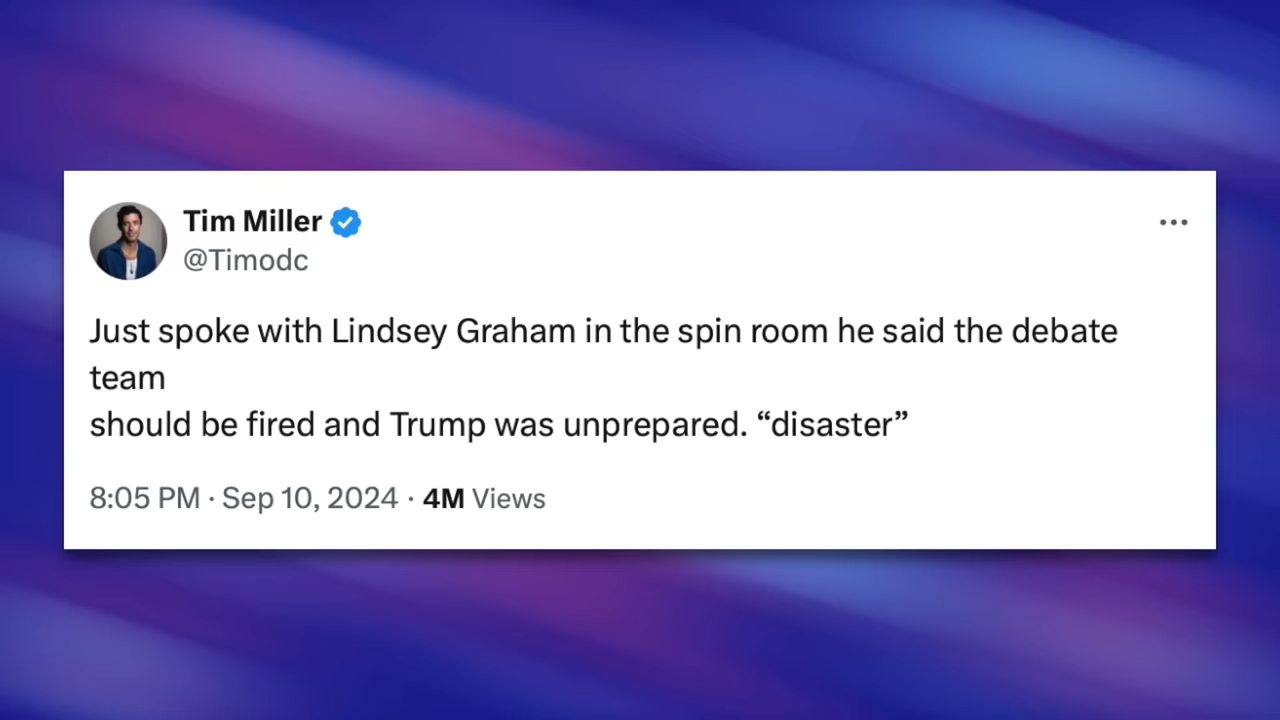 Tim Miller
@Timodc
Just spoke with Lindsey Graham in the spin room he said the debate
team
should be fired and Trump was unprepared. “disaster”
8:05 PM · Sep 10, 2024 · 4M Views